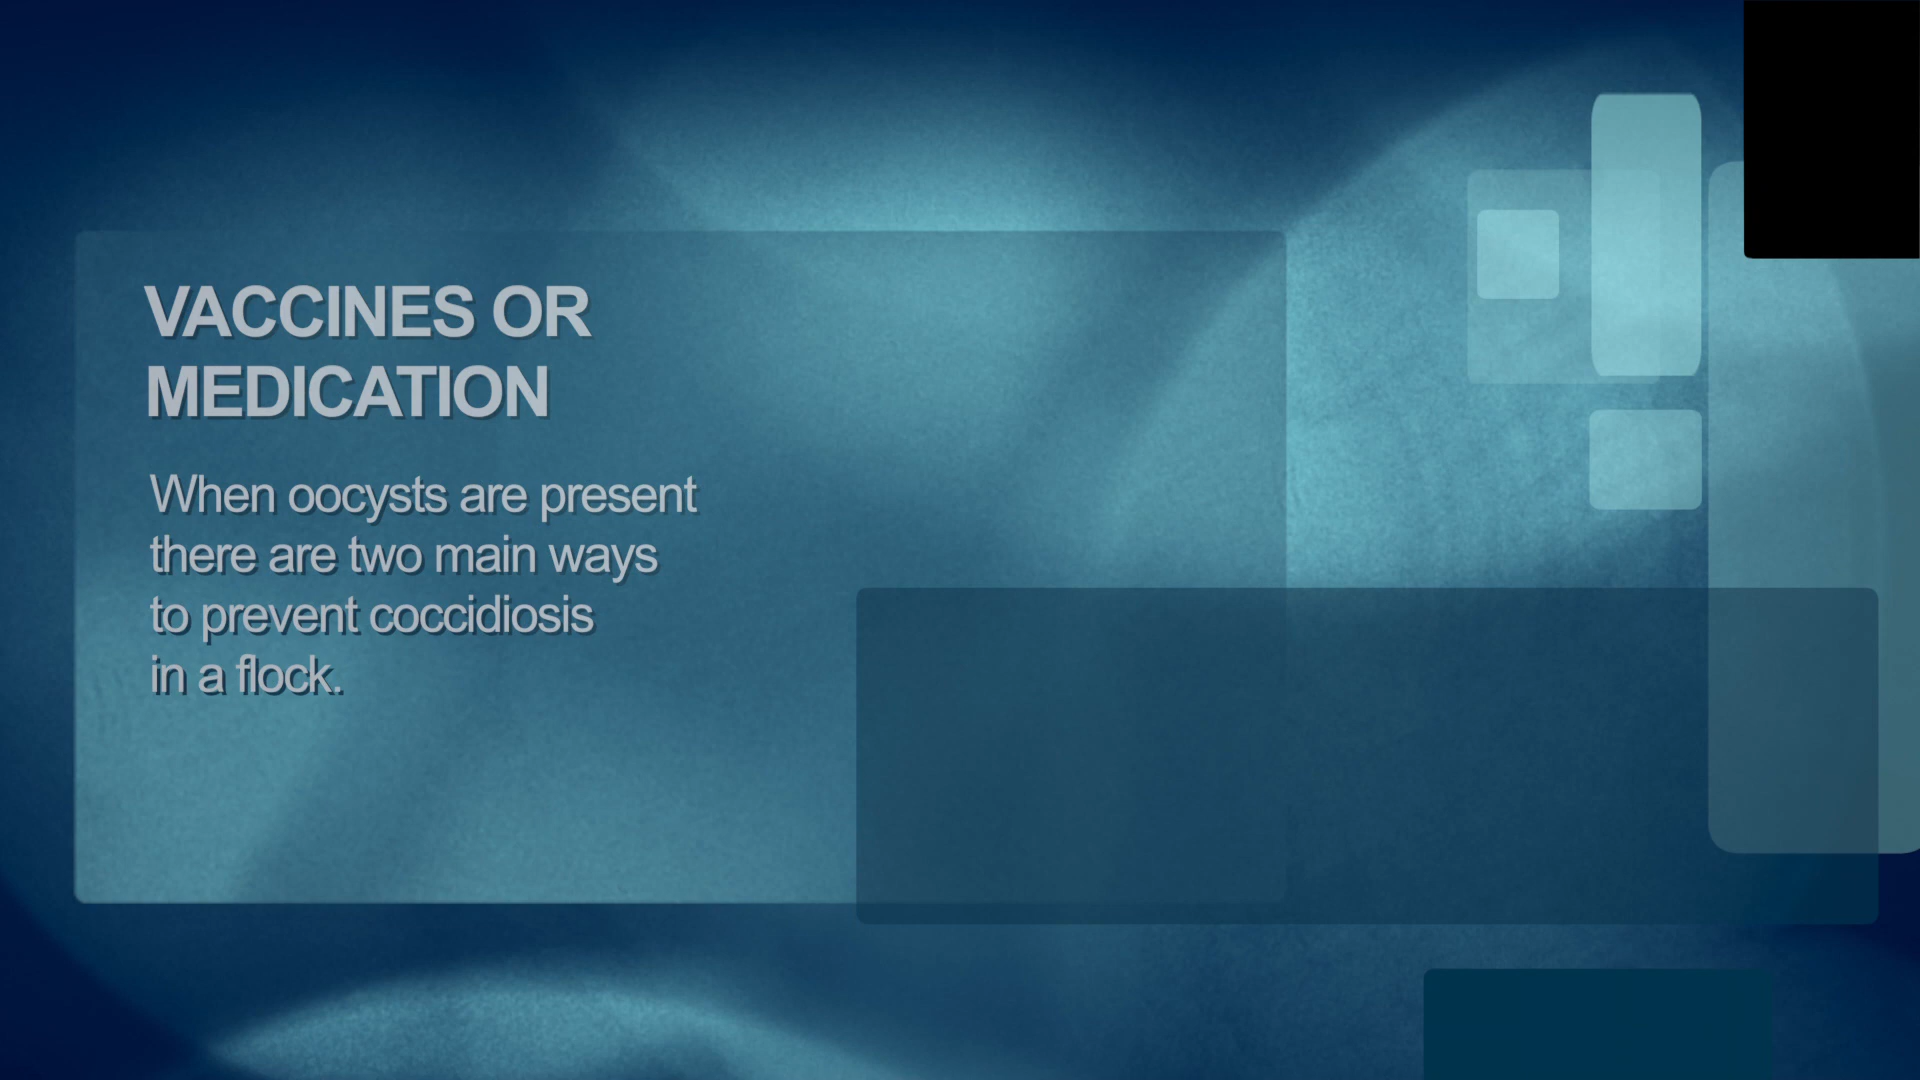 VACCINES OR
MEDICATION
When oocysts are present
there are two main ways
to prevent coccidiosis
in a flock.